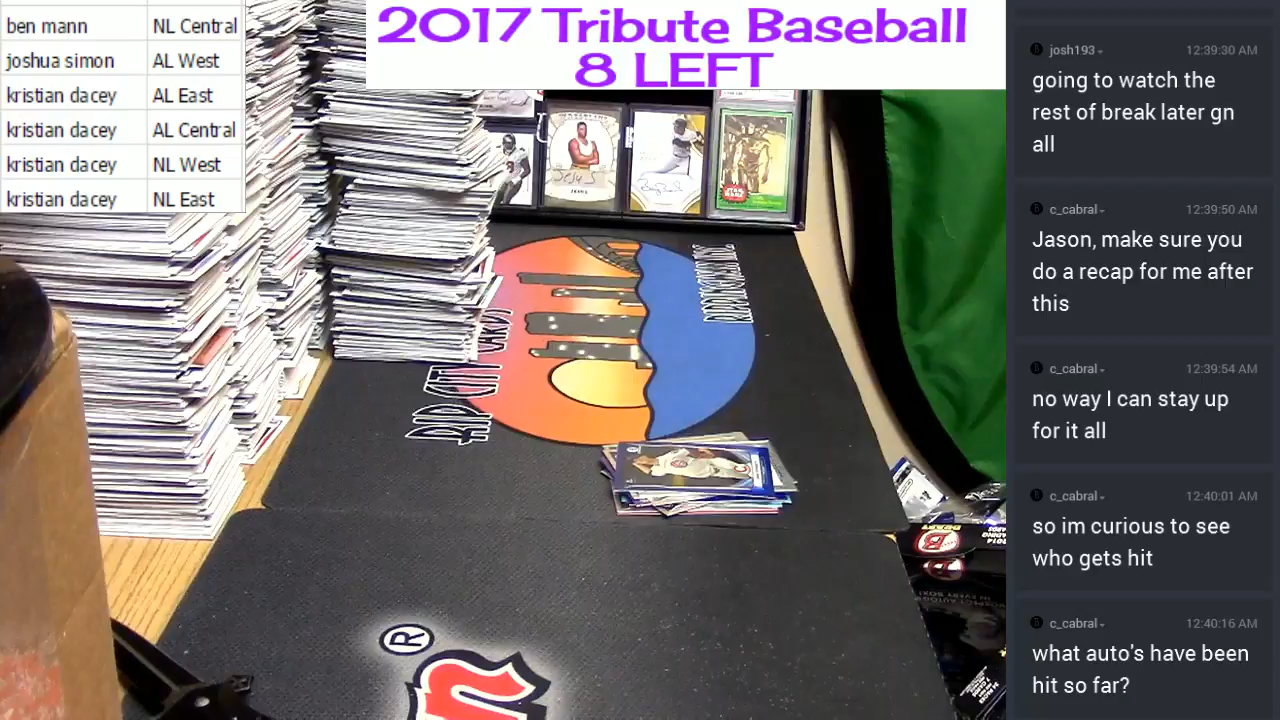 ben mann NL Central
joshua simon AL West
kristian dacey AL East
kristian dacey AL Central
kristian dacey NL West
kristian dacey NL East
2017 Tribute Baseball
8 LEFT
josh193 12:39:30 AM
going to watch the
rest of break later gn
all
c_cabral 12:39:50 AM
Jason, make sure you
do a recap for me after
this
c_cabral 12:39:54 AM
no way I can stay up
for it all
c_cabral 12:40:01 AM
so im curious to see
who gets hit
c_cabral 12:40:16 AM
what auto's have been
hit so far?
STAR
WARS
RIP CITY CARDS
®